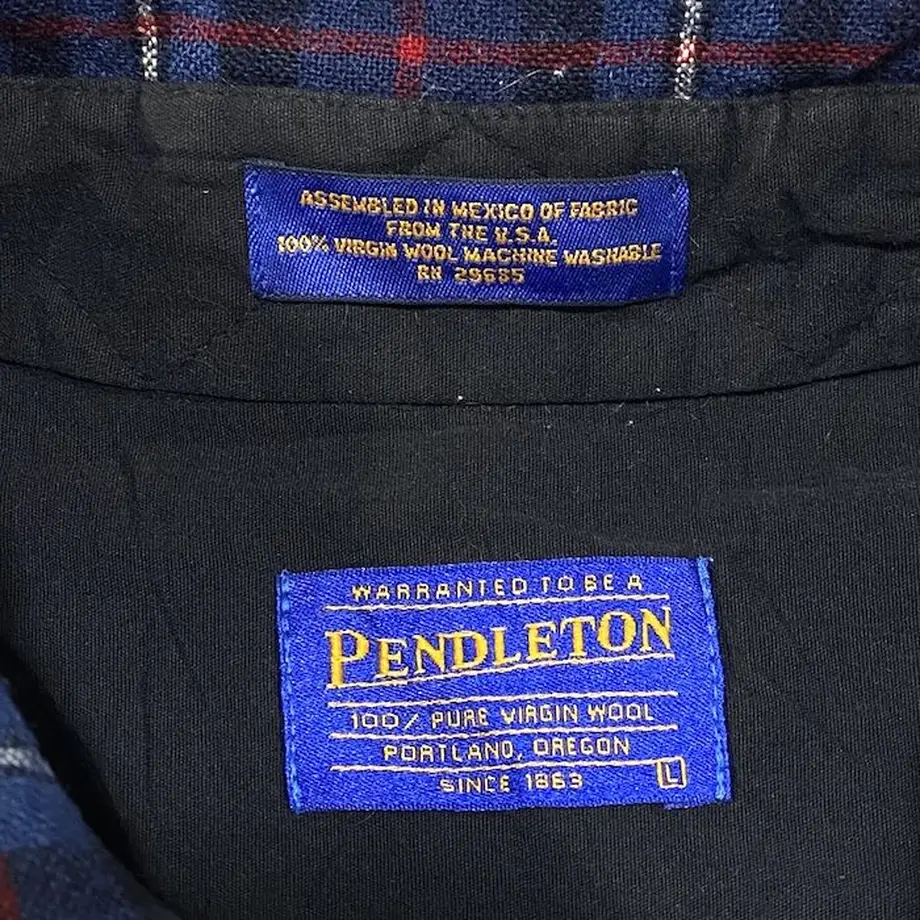 ASSEMBLED IN MEXICO OF FABRIC
FROM THE U.S.A.
100% VIRGIN WOOL MACHINE WASHABLE
RN 29685
WARRANTED TO BE A
PENDLETON
100% PURE VIRGIN WOOL
PORTLAND, OREGON
SINCE 1863 L